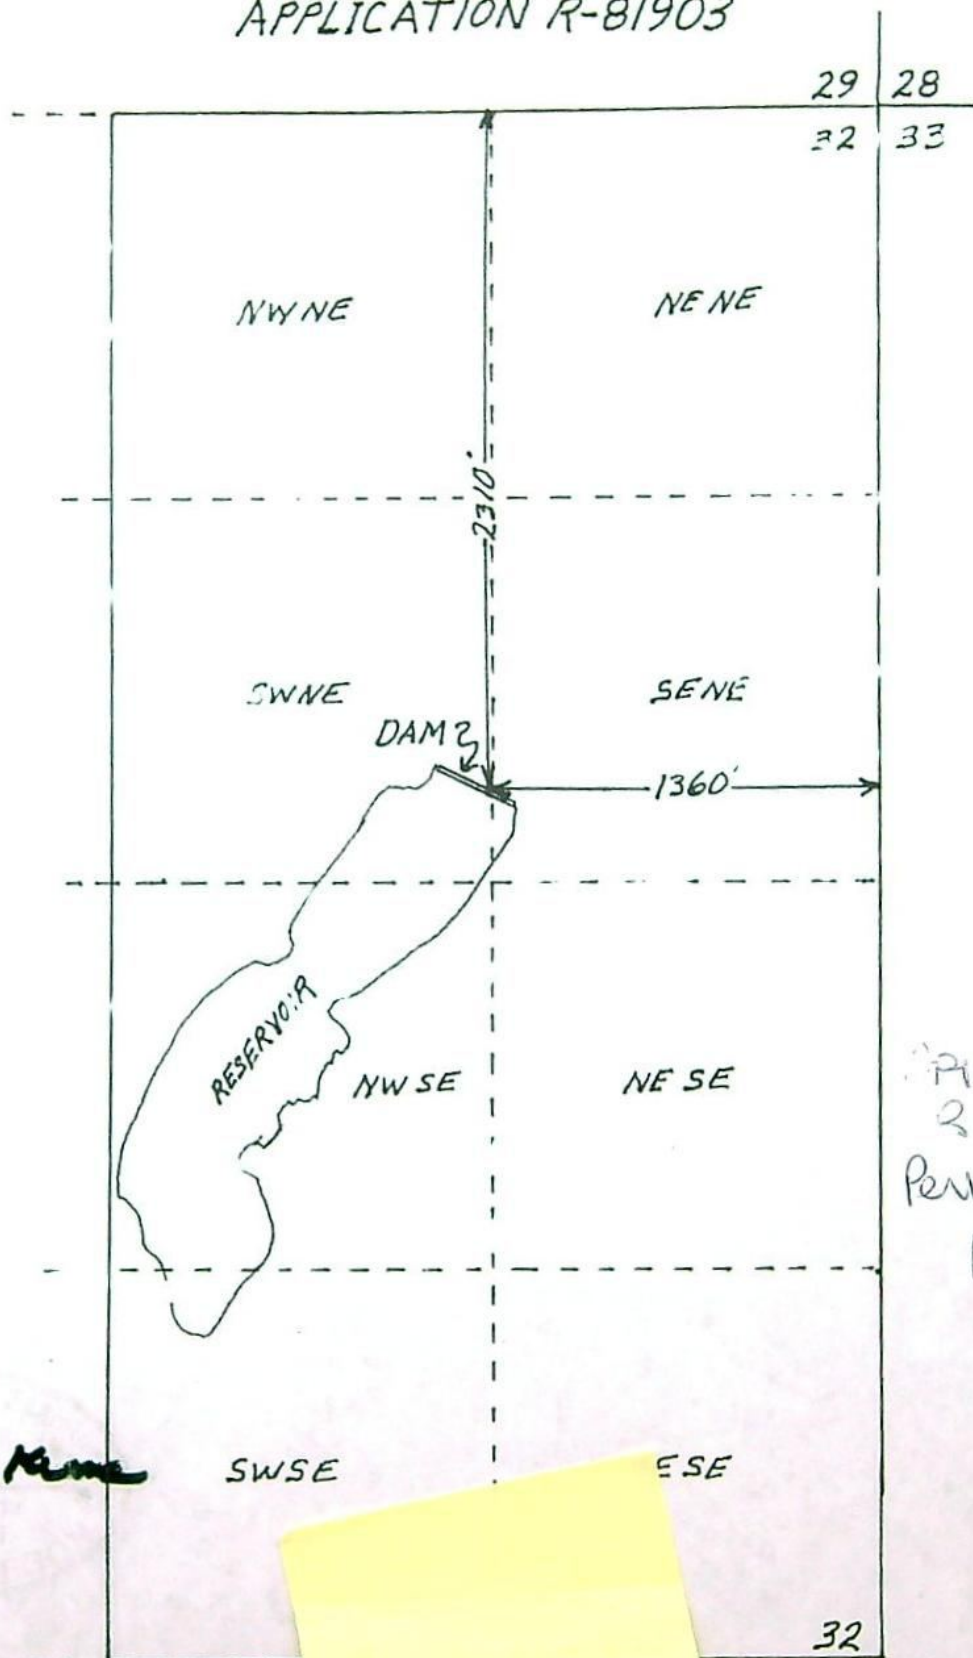 APPLICATION R-81903
29 28
32 33
NWNE NENE
2310'
SWNE SENE
DAM
1360'
RESERVOIR
NWSE NESE
SWSE ESE
32